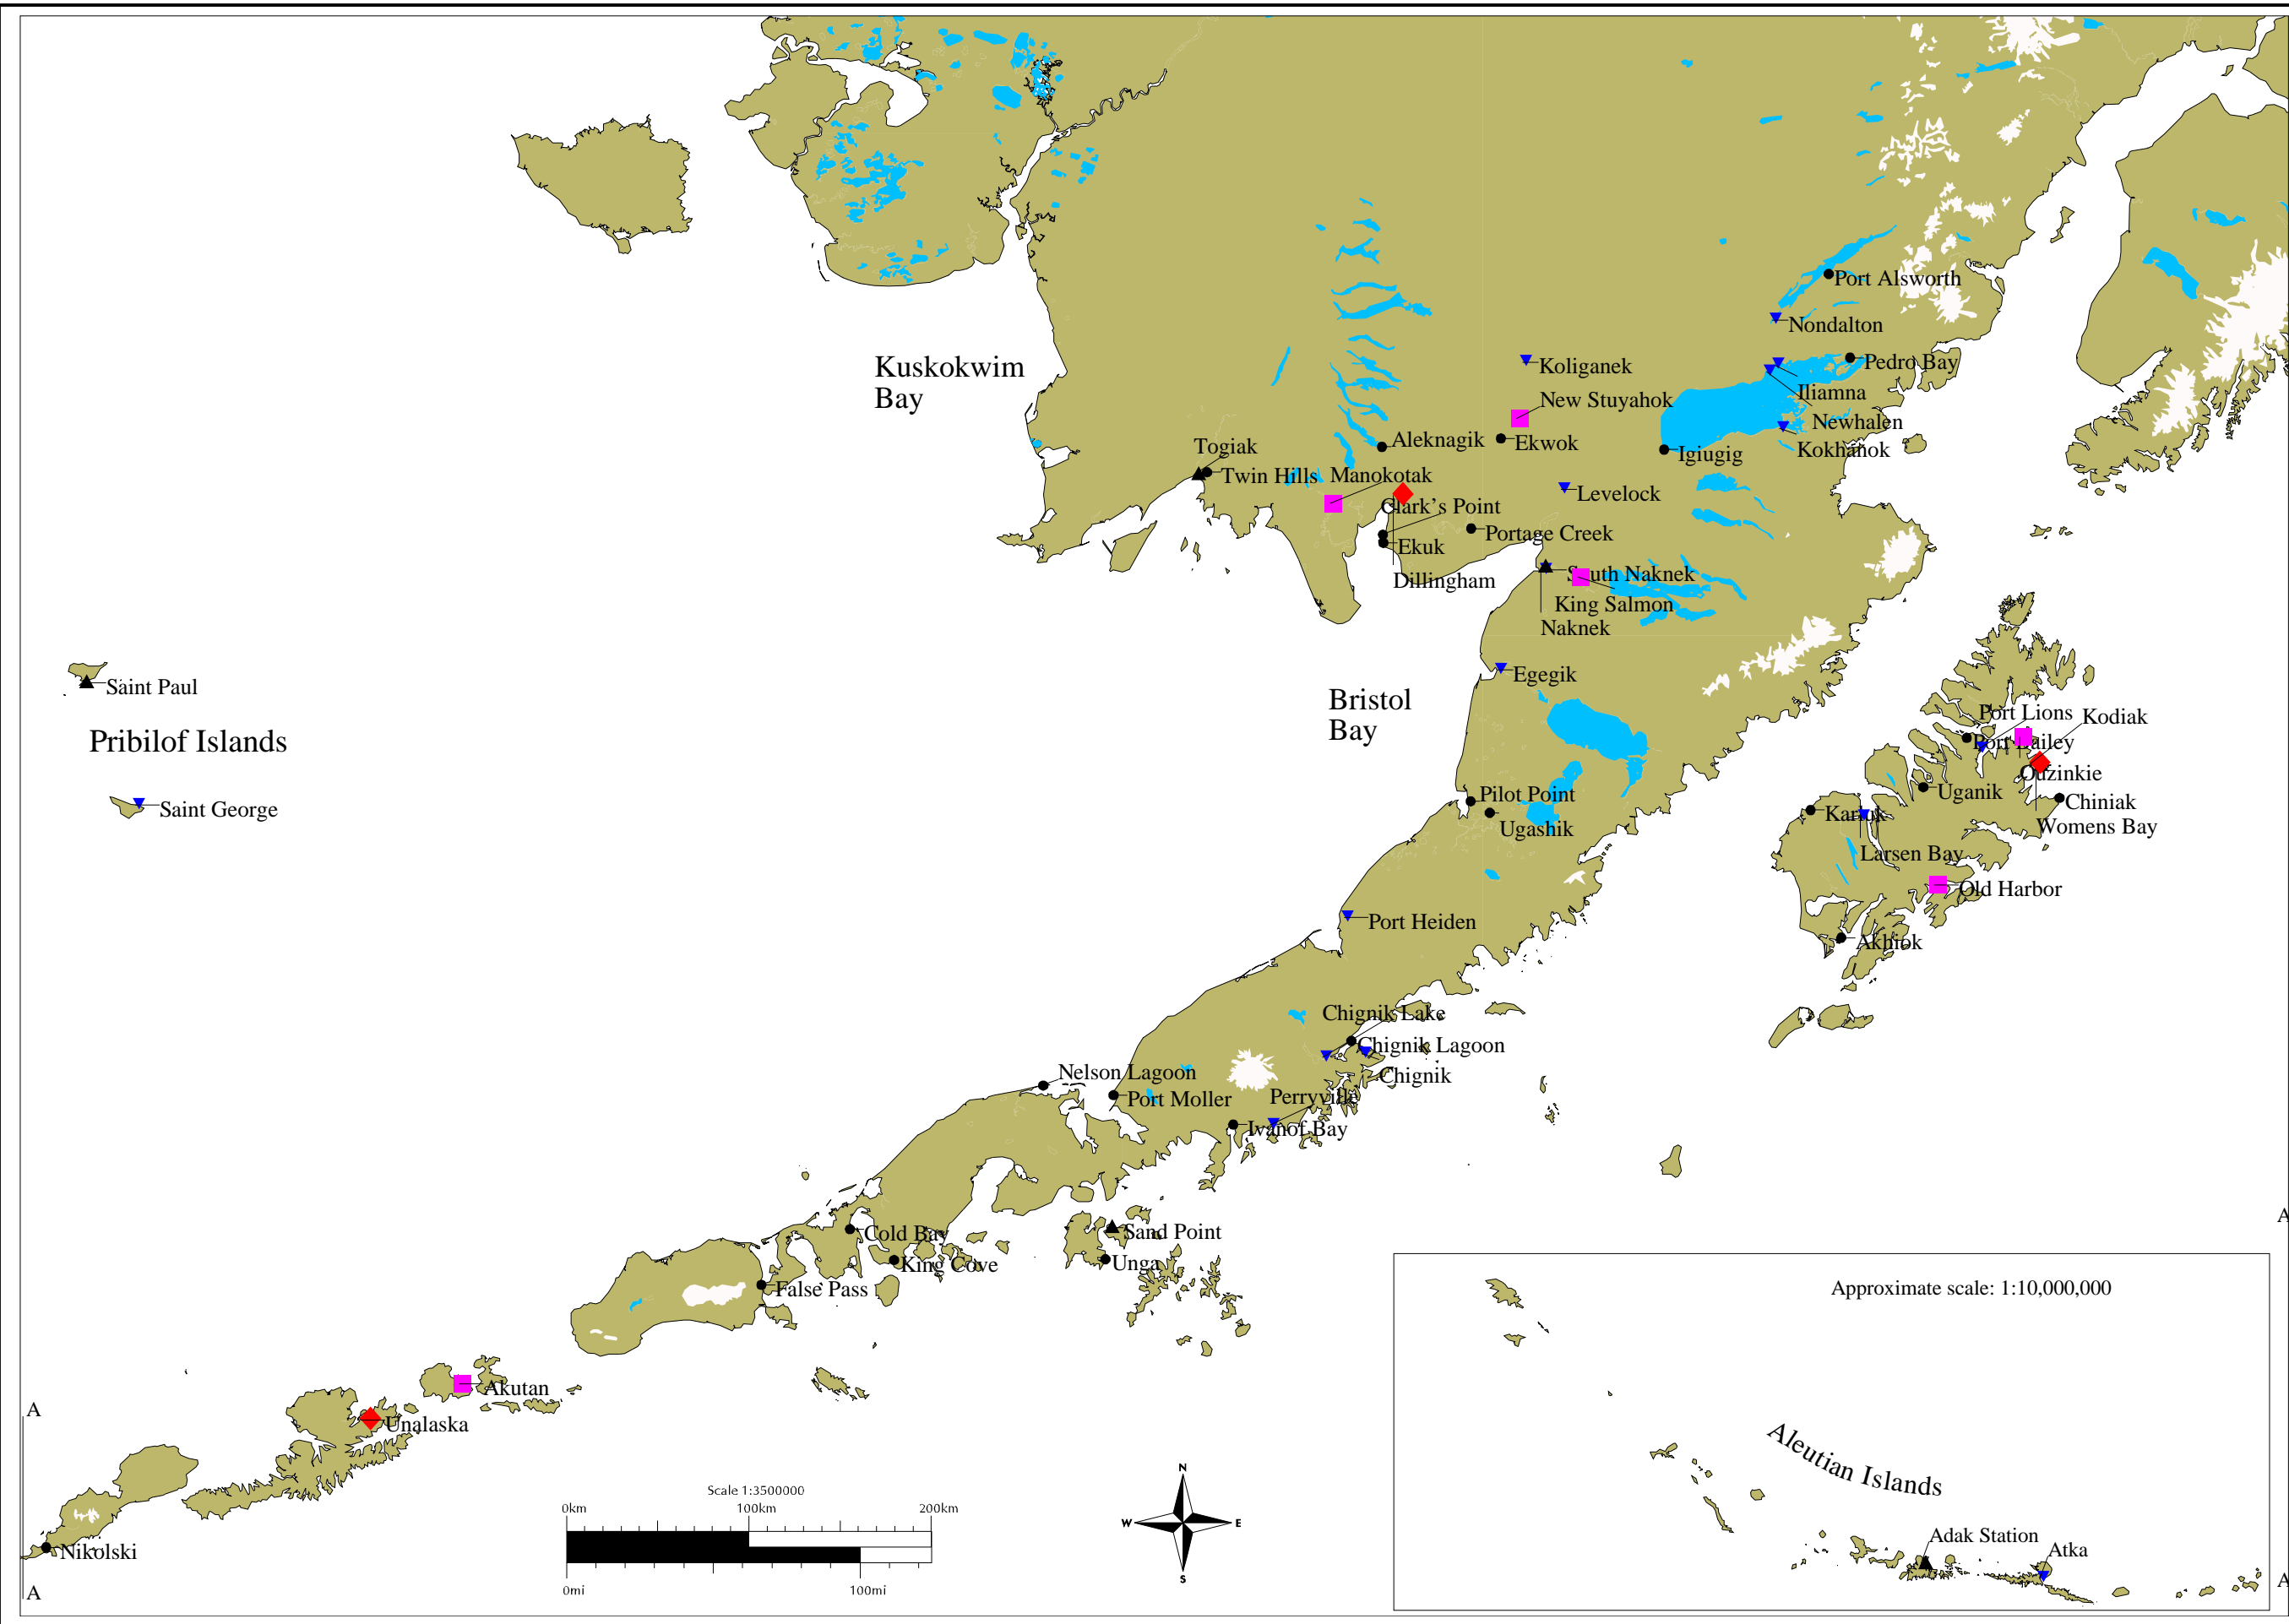 Port Alsworth
Nondalton
Kuskokwim
Bay
Koliganek
Pedro Bay
Iliamna
New Stuyahok
Newhalen
Togiak
Aleknagik
Ekwok
Igiugig
Kokhanok
Twin Hills
Manokotak
Levelock
Clark's Point
Portage Creek
Ekuk
Dillingham
South Naknek
King Salmon
Naknek
Saint Paul
Egegik
Bristol
Bay
Port Lions
Kodiak
Pribilof Islands
Port Bailey
Ouzinkie
Saint George
Pilot Point
Uganik
Chiniak
Ugashik
Karluk
Womens Bay
Larsen Bay
Old Harbor
Port Heiden
Akhiok
Chignik Lake
Chignik Lagoon
Nelson Lagoon
Chignik
Port Moller
Perryville
Ivanof Bay
A
Cold Bay
Sand Point
King Cove
Unga
False Pass
Approximate scale: 1:10,000,000
Akutan
A
Unalaska
Aleutian Islands
N
Scale 1:3500000
0km 100km 200km
W E
Adak Station
Nikolski
Atka
S
0mi 100mi
A
A